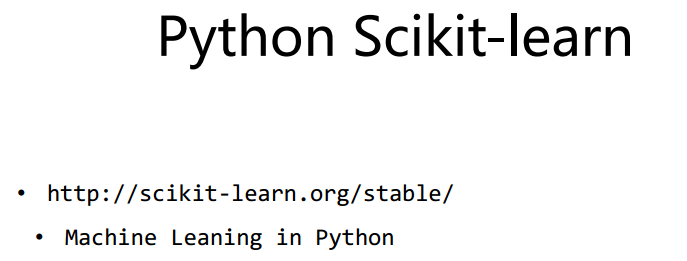 Python Scikit-learn
• http://scikit-learn.org/stable/
• Machine Leaning in Python